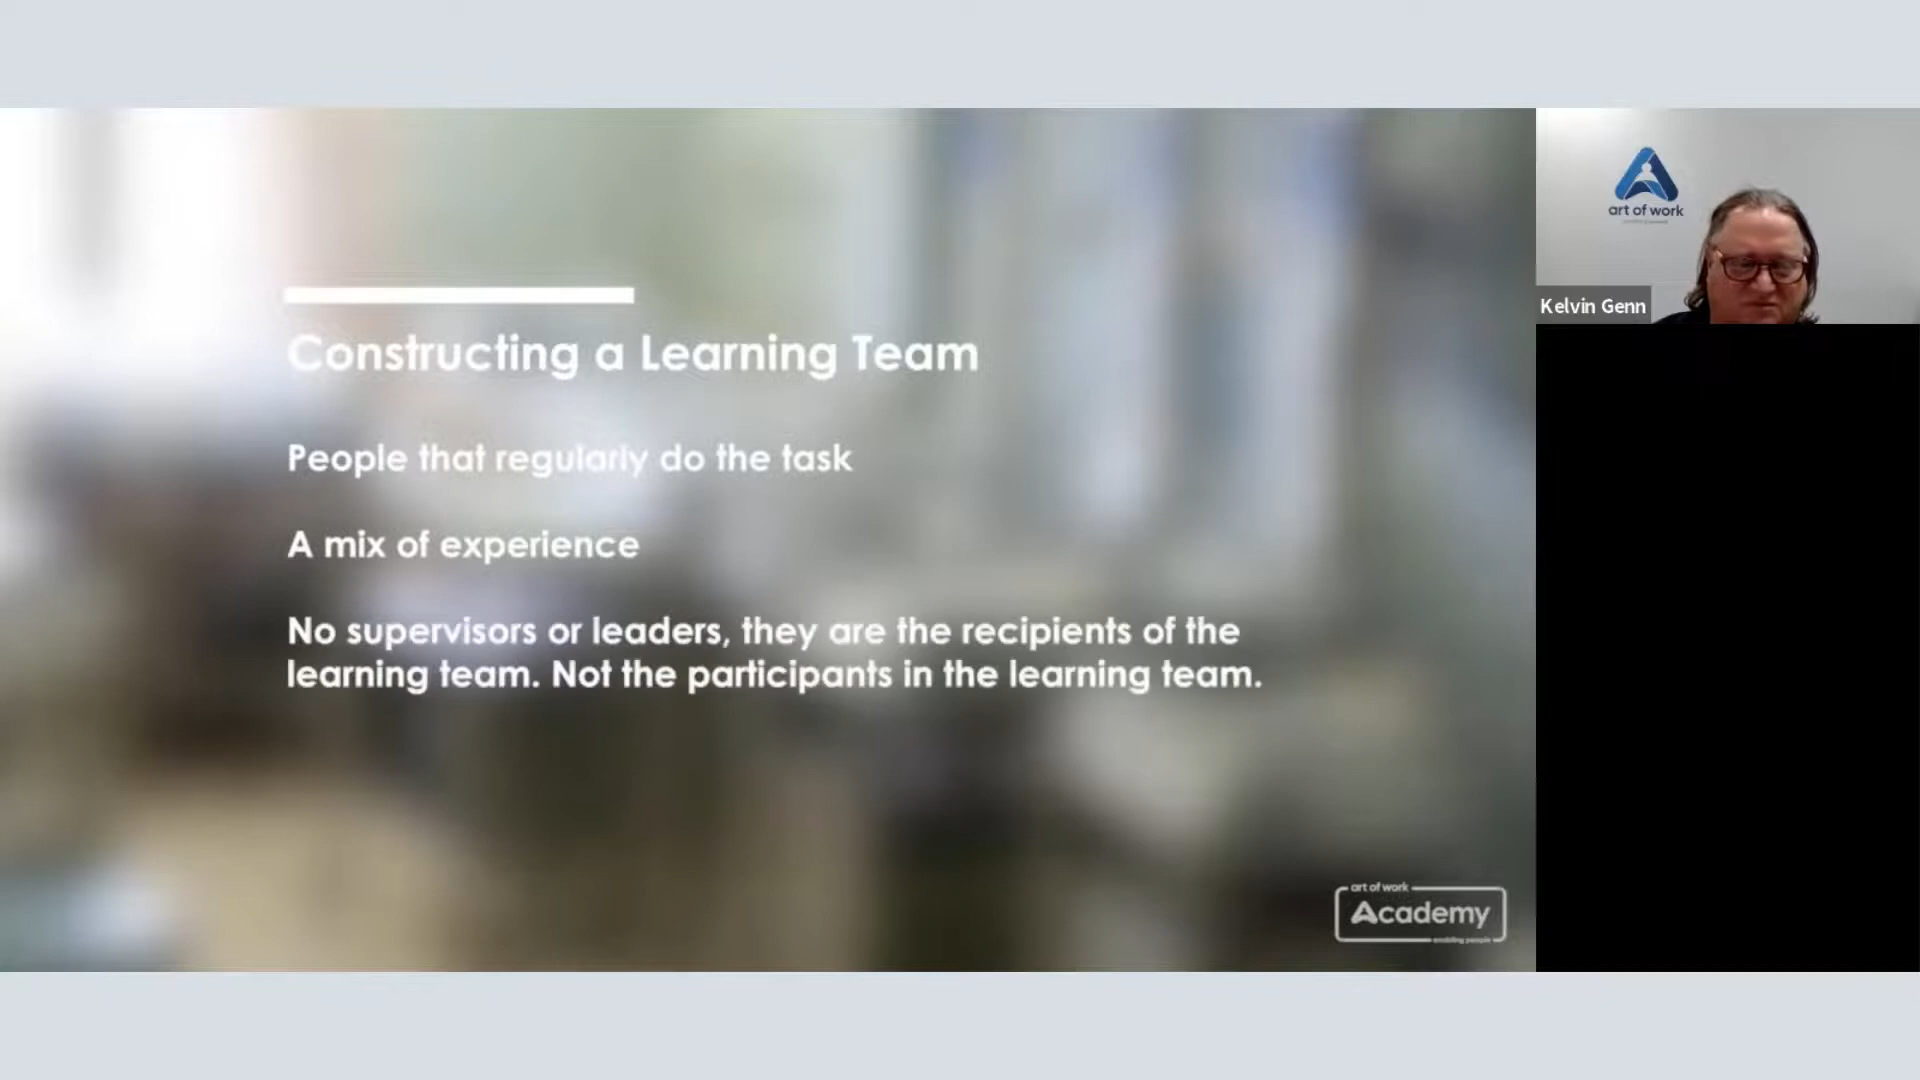 Constructing a Learning Team
People that regularly do the task
A mix of experience
No supervisors or leaders, they are the recipients of the
learning team. Not the participants in the learning team.
art of work
Academy
enabling people
art of work
Kelvin Genn